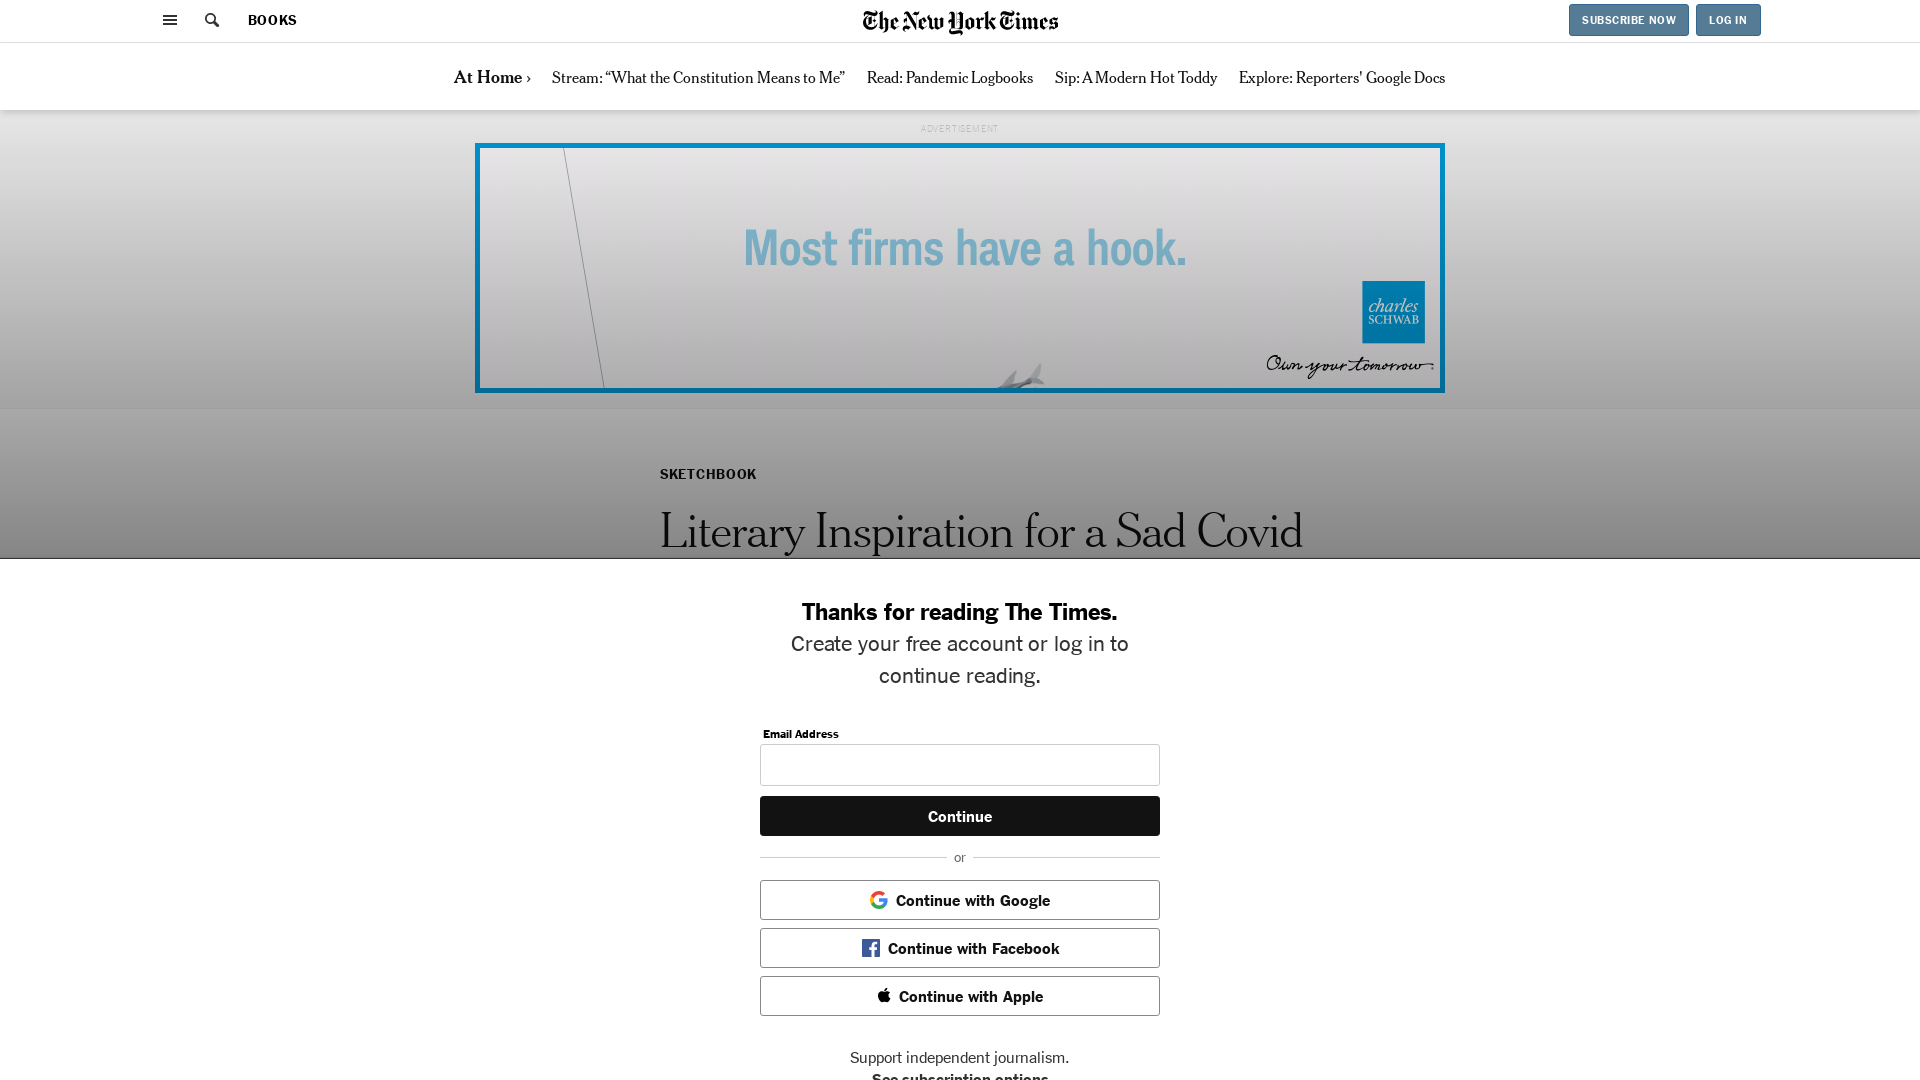 BOOKS
The New York Times
SUBSCRIBE NOW
LOG IN
At Home ›
Stream: “What the Constitution Means to Me”
Read: Pandemic Logbooks
Sip: A Modern Hot Toddy
Explore: Reporters' Google Docs
ADVERTISEMENT
Most firms have a hook.
charles
SCHWAB
Own your tomorrow.
SKETCHBOOK
Literary Inspiration for a Sad Covid
Thanks for reading The Times.
Create your free account or log in to
continue reading.
Email Address
Continue
or
Continue with Google
Continue with Facebook
Continue with Apple
Support independent journalism.
See subscription options